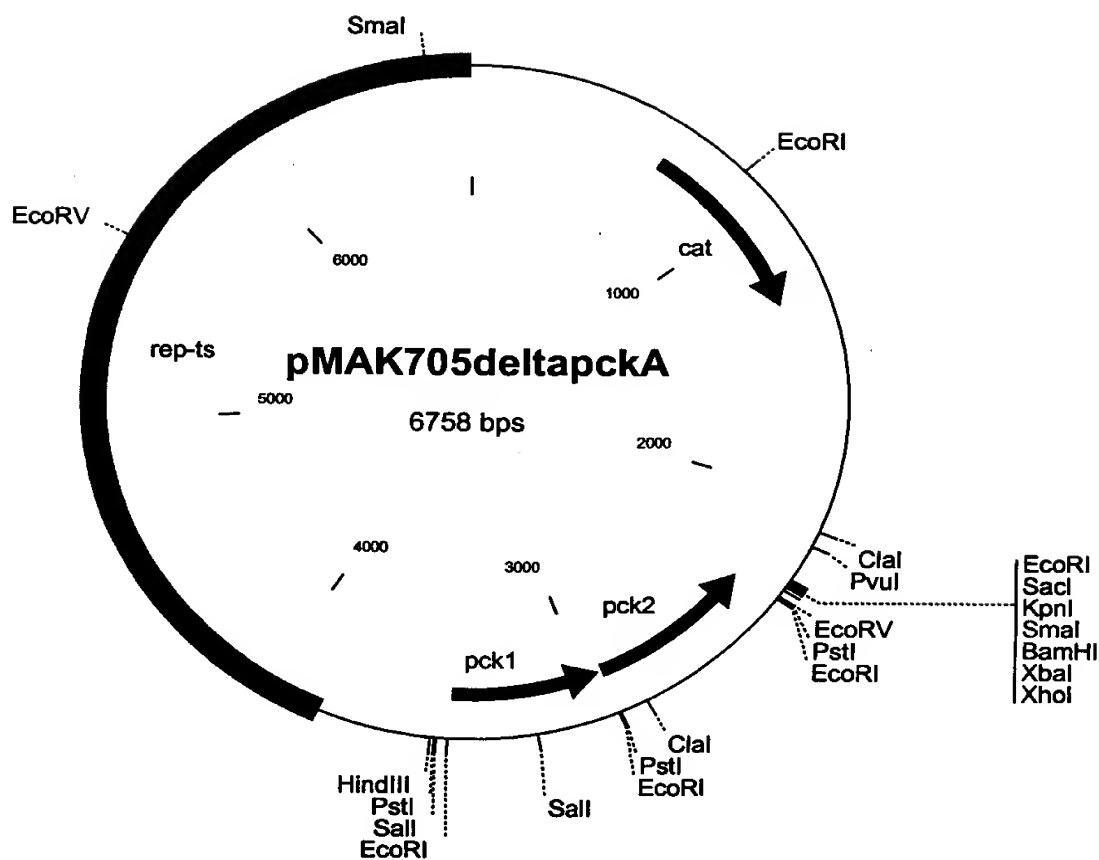 SmaI
EcoRI
EcoRV
cat
6000
1000
rep-ts
pMAK705deltapckA
5000
6758 bps
2000
4000
3000
ClaI
PvuI
EcoRI
SacI
KpnI
SmaI
BamHI
XbaI
XhoI
pck2
EcoRV
PstI
EcoRI
pck1
ClaI
PstI
EcoRI
HindIII
PstI
SalI
EcoRI
SalI